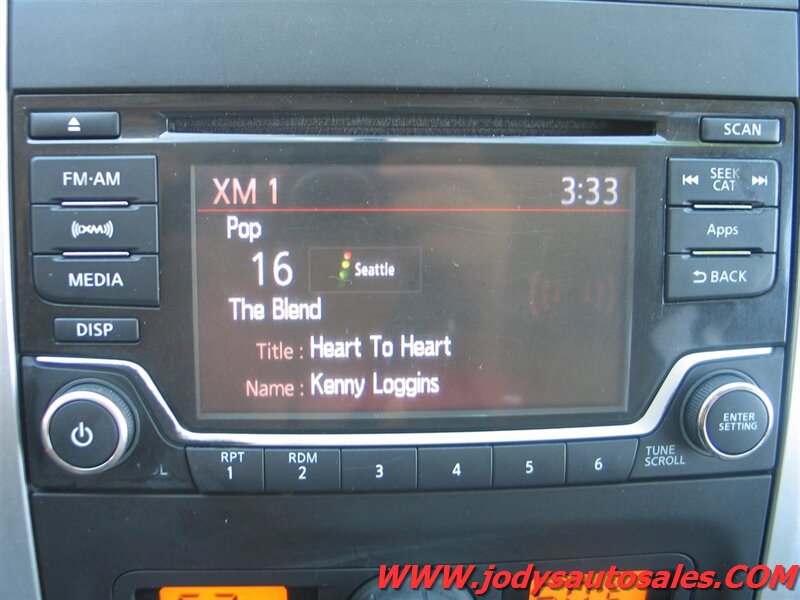 SCAN
FM·AM
SEEK
CAT
XM 1 3:33
Pop
(((XM)))
Apps
16 Seattle
MEDIA
BACK
The Blend
DISP
Title : Heart To Heart
Name : Kenny Loggins
ENTER
SETTING
RPT
1
RDM
2
3
4
5
6
TUNE
SCROLL
WWW.jodysautosales.COM